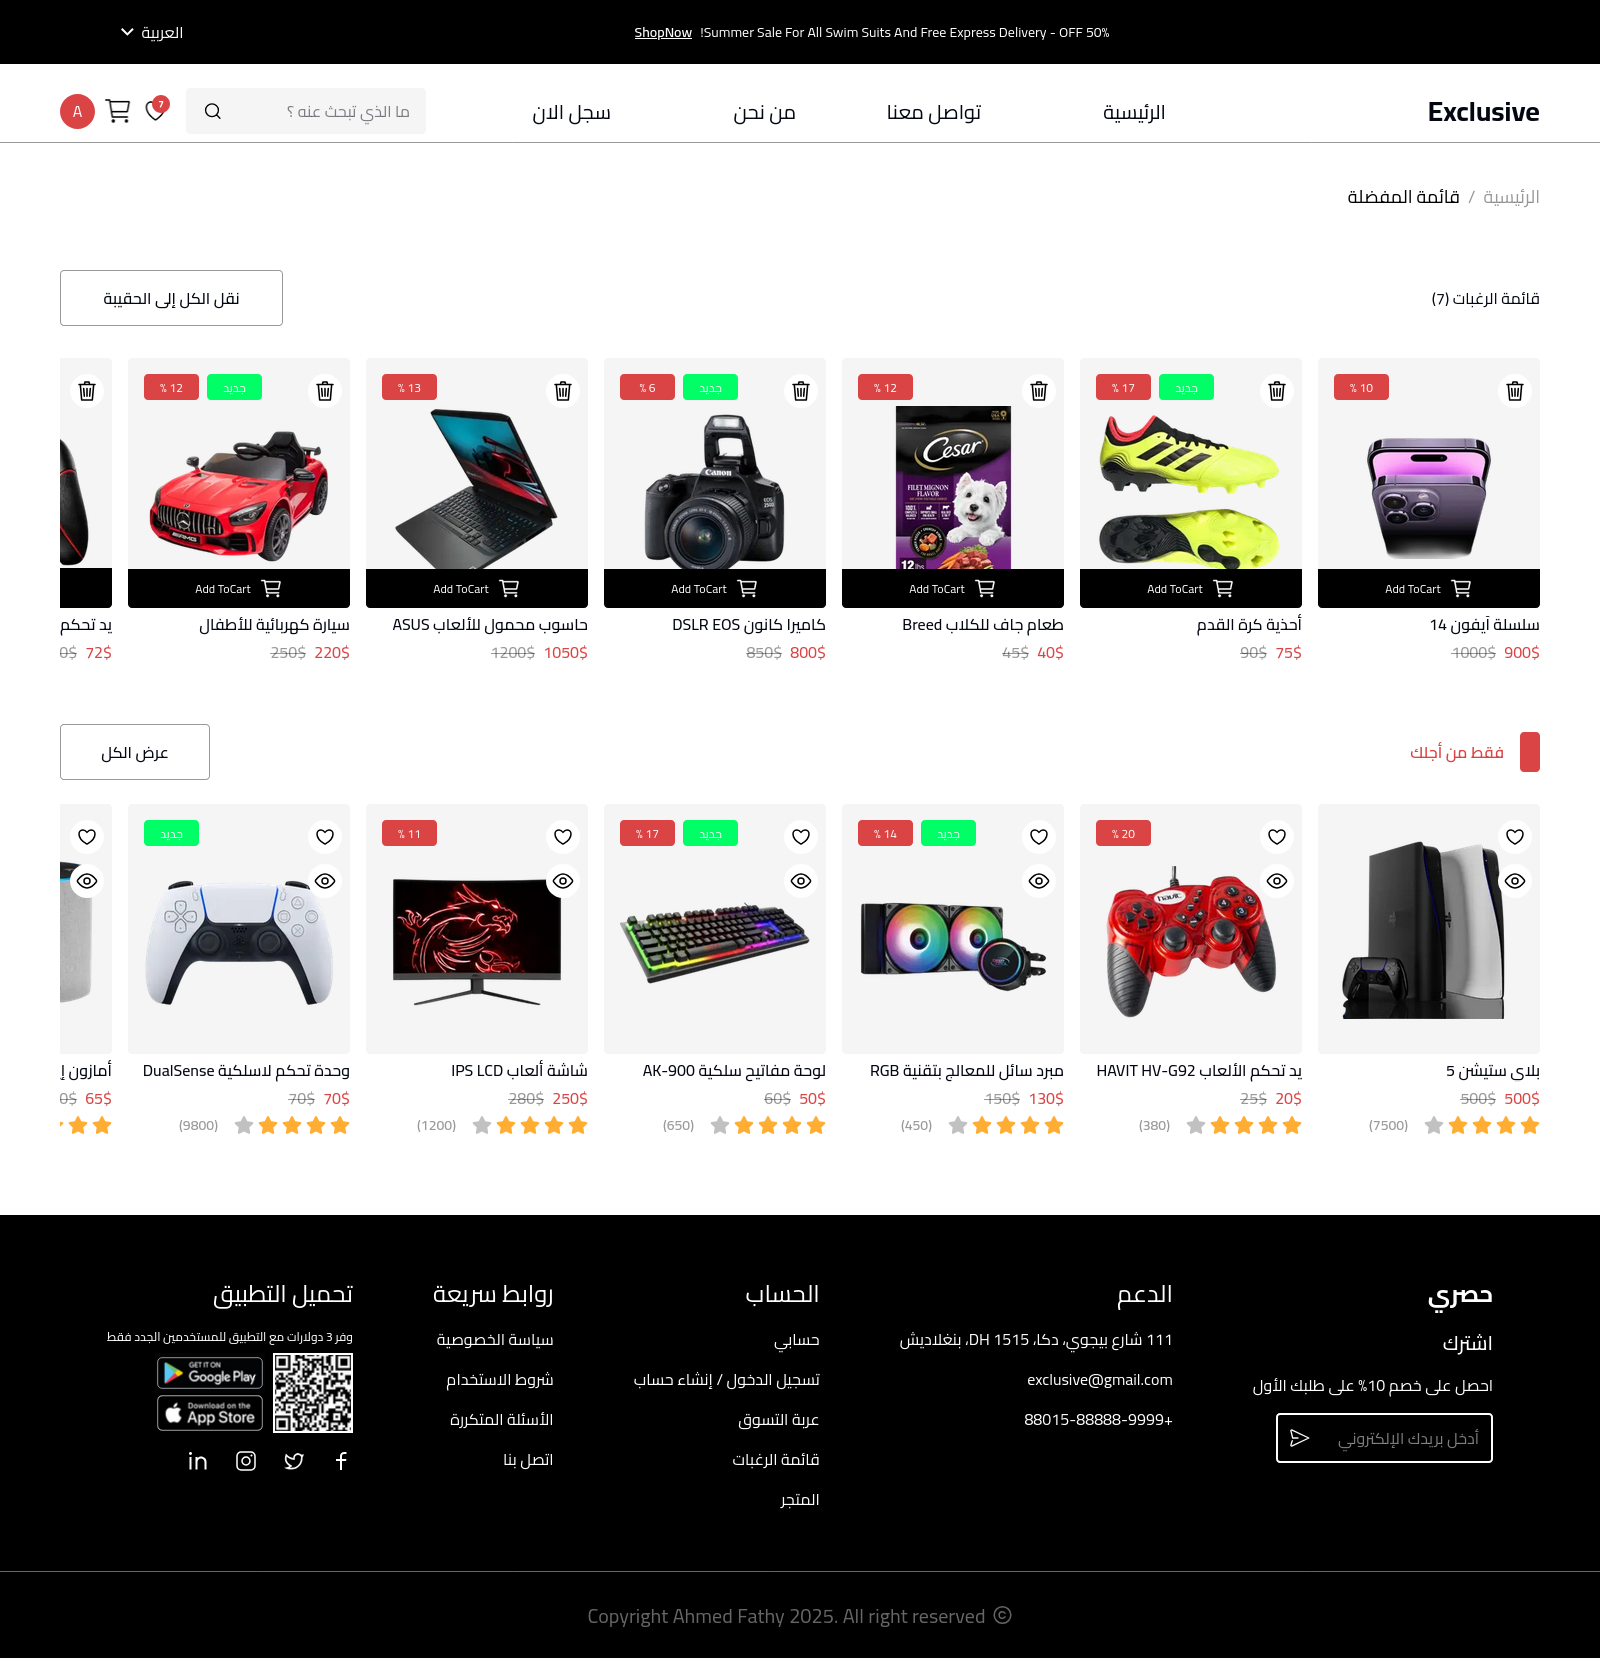 !Summer Sale For All Swim Suits And Free Express Delivery - OFF 50% ShopNow
العربية
Exclusive
الرئيسية
تواصل معنا
من نحن
سجل الان
ما الذي تبحث عنه ؟
7
A
الرئيسية / قائمة المفضلة
قائمة الرغبات (7)
نقل الكل إلى الحقيبة
% 10
Add ToCart
سلسلة آيفون 14
900$ 1000$
جديد
% 17
Add ToCart
أحذية كرة القدم
75$ 90$
% 12
Cesar
FILET MIGNON
FLAVOR
12 lbs
Add ToCart
طعام جاف للكلاب Breed
40$ 45$
جديد
% 6
Canon
EOS
Add ToCart
كاميرا كانون DSLR EOS
800$ 850$
% 13
Add ToCart
حاسوب محمول للألعاب ASUS
1050$ 1200$
جديد
% 12
Add ToCart
سيارة كهربائية للأطفال
220$ 250$
يد تحكم
72$ 0$
فقط من أجلك
عرض الكل
بلاى ستيشن 5
500$ 500$
(7500)
% 20
havic
يد تحكم الألعاب HAVIT HV-G92
20$ 25$
(380)
جديد
% 14
مبرد سائل للمعالج بتقنية RGB
130$ 150$
(450)
جديد
% 17
لوحة مفاتيح سلكية AK-900
50$ 60$
(650)
% 11
شاشة ألعاب IPS LCD
250$ 280$
(1200)
جديد
وحدة تحكم لاسلكية DualSense
70$ 70$
(9800)
أمازون إ
65$ 0$
حصري
اشترك
احصل على خصم 10% على طلبك الأول
أدخل بريدك الإلكتروني
الدعم
111 شارع بيجوي، دكا، DH 1515، بنغلاديش
exclusive@gmail.com
88015-88888-9999+
الحساب
حسابي
تسجيل الدخول / إنشاء حساب
عربة التسوق
قائمة الرغبات
المتجر
روابط سريعة
سياسة الخصوصية
شروط الاستخدام
الأسئلة المتكررة
اتصل بنا
تحميل التطبيق
وفر 3 دولارات مع التطبيق للمستخدمين الجدد فقط
GET IT ON
Google Play
Download on the
App Store
Copyright Ahmed Fathy 2025. All right reserved ©